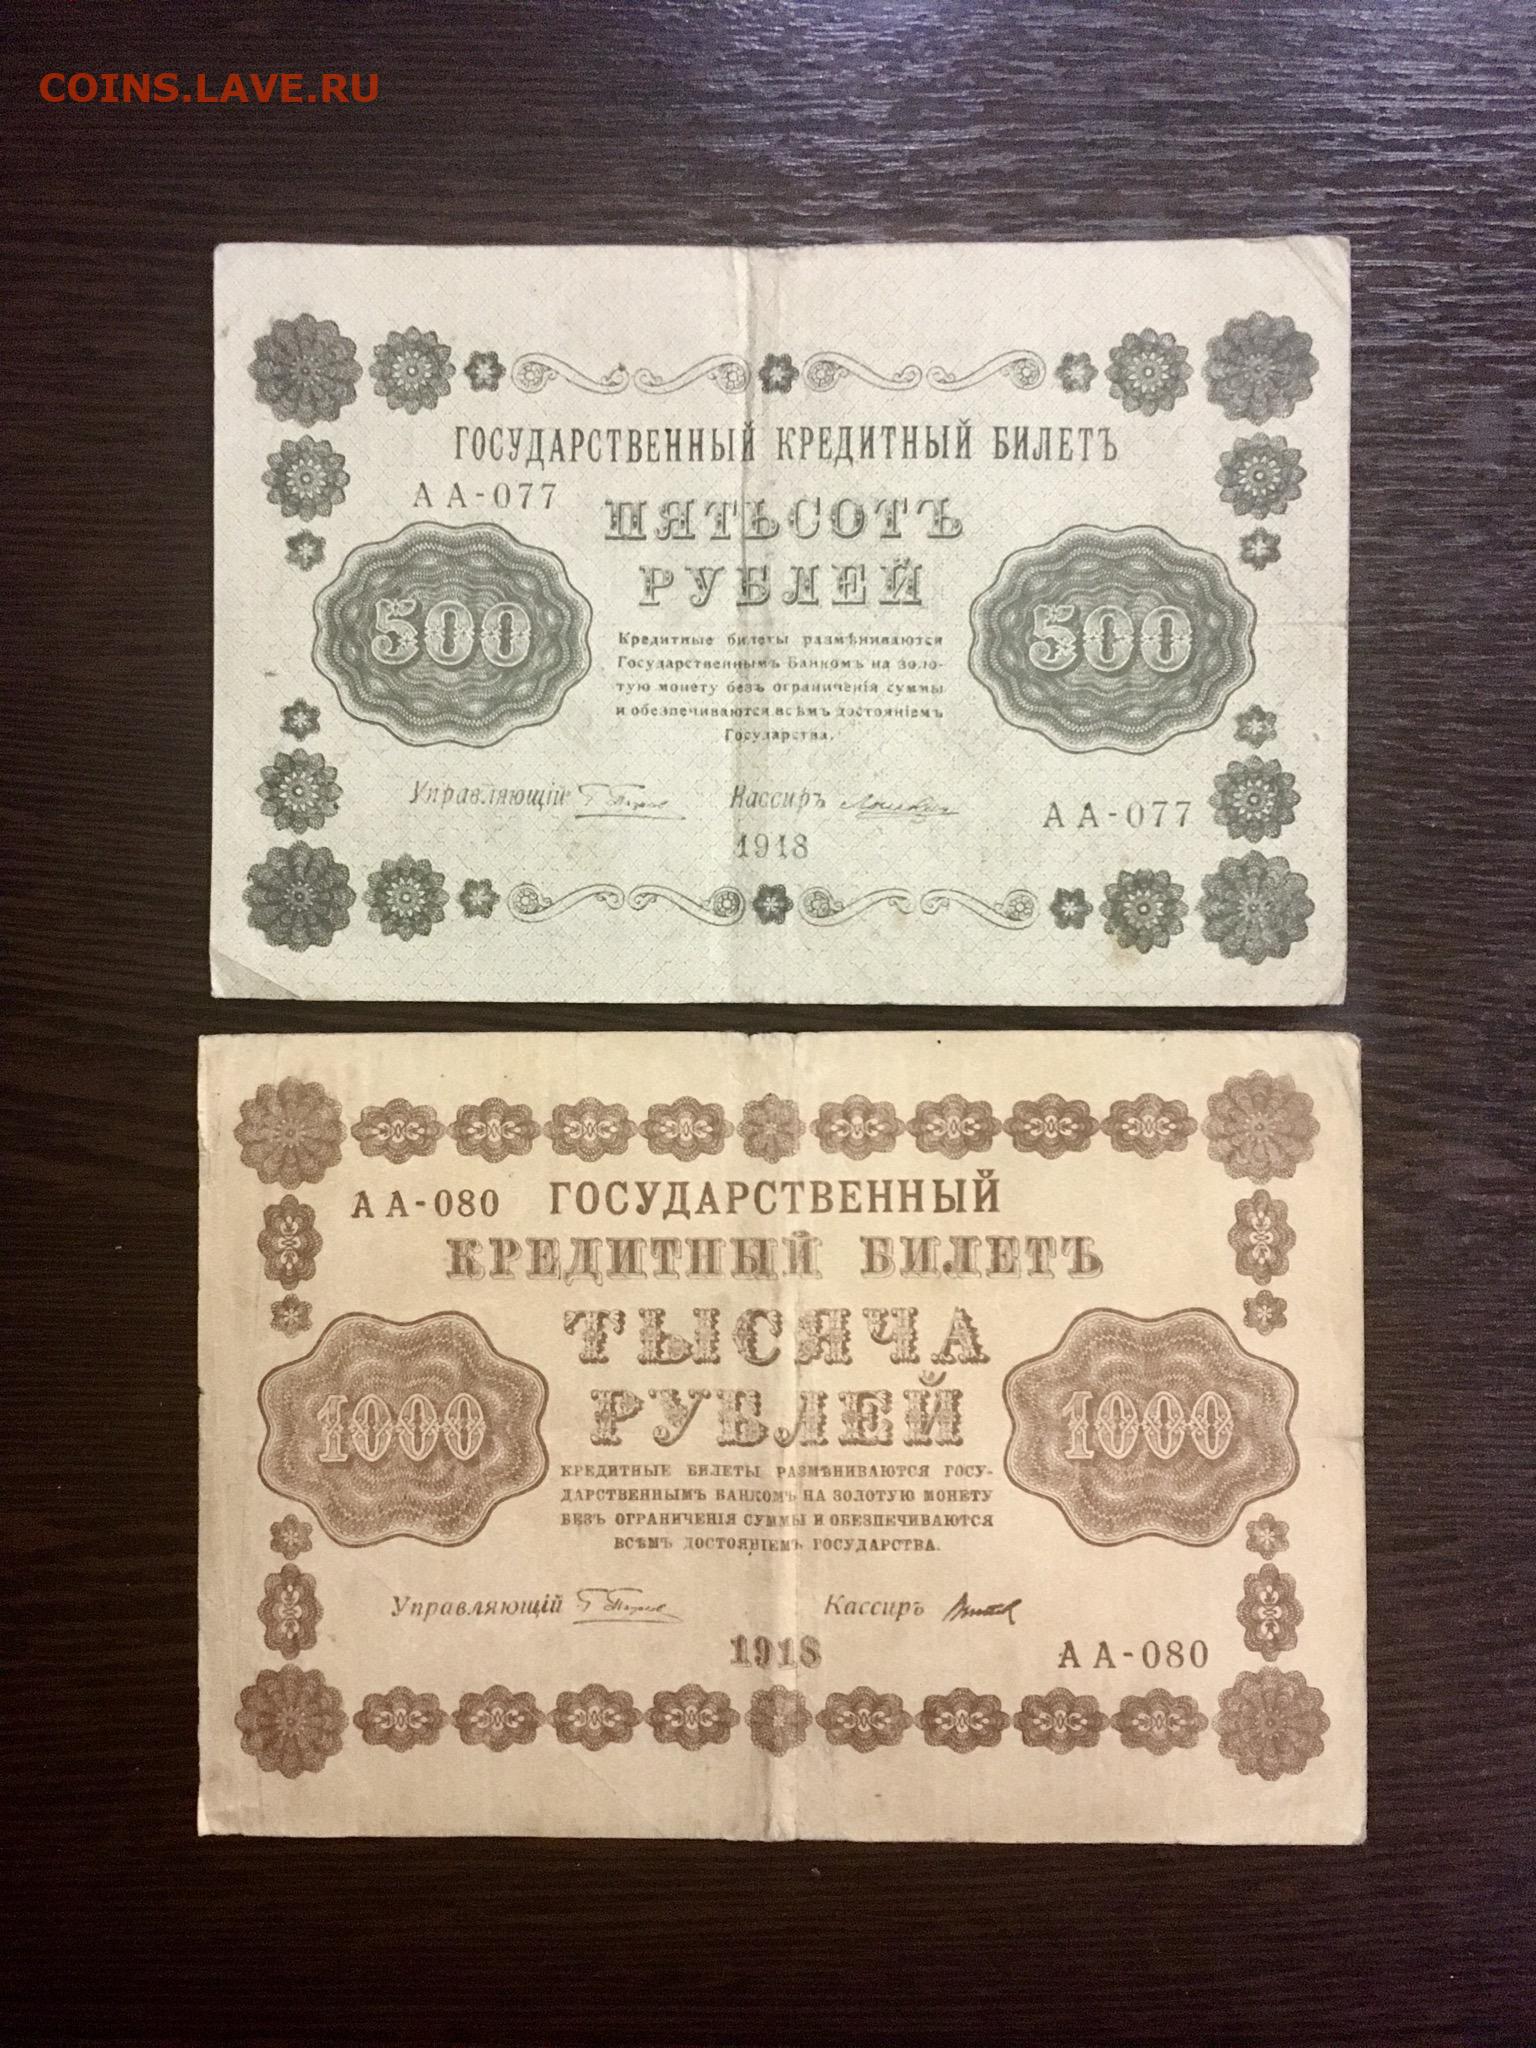 COINS.LAVE.RU
ГОСУДАРСТВЕННЫЙ КРЕДИТНЫЙ БИЛЕТЪ
АА-077
ПЯТЬСОТЪ
РУБЛЕЙ
500
500
Кредитные билеты размѣниваются
Государственнымъ Банкомъ на золо-
тую монету безъ ограниченія суммы
и обезпечиваются всѣмъ достояніемъ
Государства.
Управляющій
Кассиръ
АА-077
1918
АА-080 ГОСУДАРСТВЕННЫЙ
КРЕДИТНЫЙ БИЛЕТЪ
ТЫСЯЧА
РУБЛЕЙ
1000
1000
КРЕДИТНЫЕ БИЛЕТЫ РАЗМѢНИВАЮТСЯ ГОСУ-
ДАРСТВЕННЫМЪ БАНКОМЪ НА ЗОЛОТУЮ МОНЕТУ
БЕЗЪ ОГРАНИЧЕНІЯ СУММЫ И ОБЕЗПЕЧИВАЮТСЯ
ВСѢМЪ ДОСТОЯНІЕМЪ ГОСУДАРСТВА.
Управляющій
Кассиръ
1918
АА-080